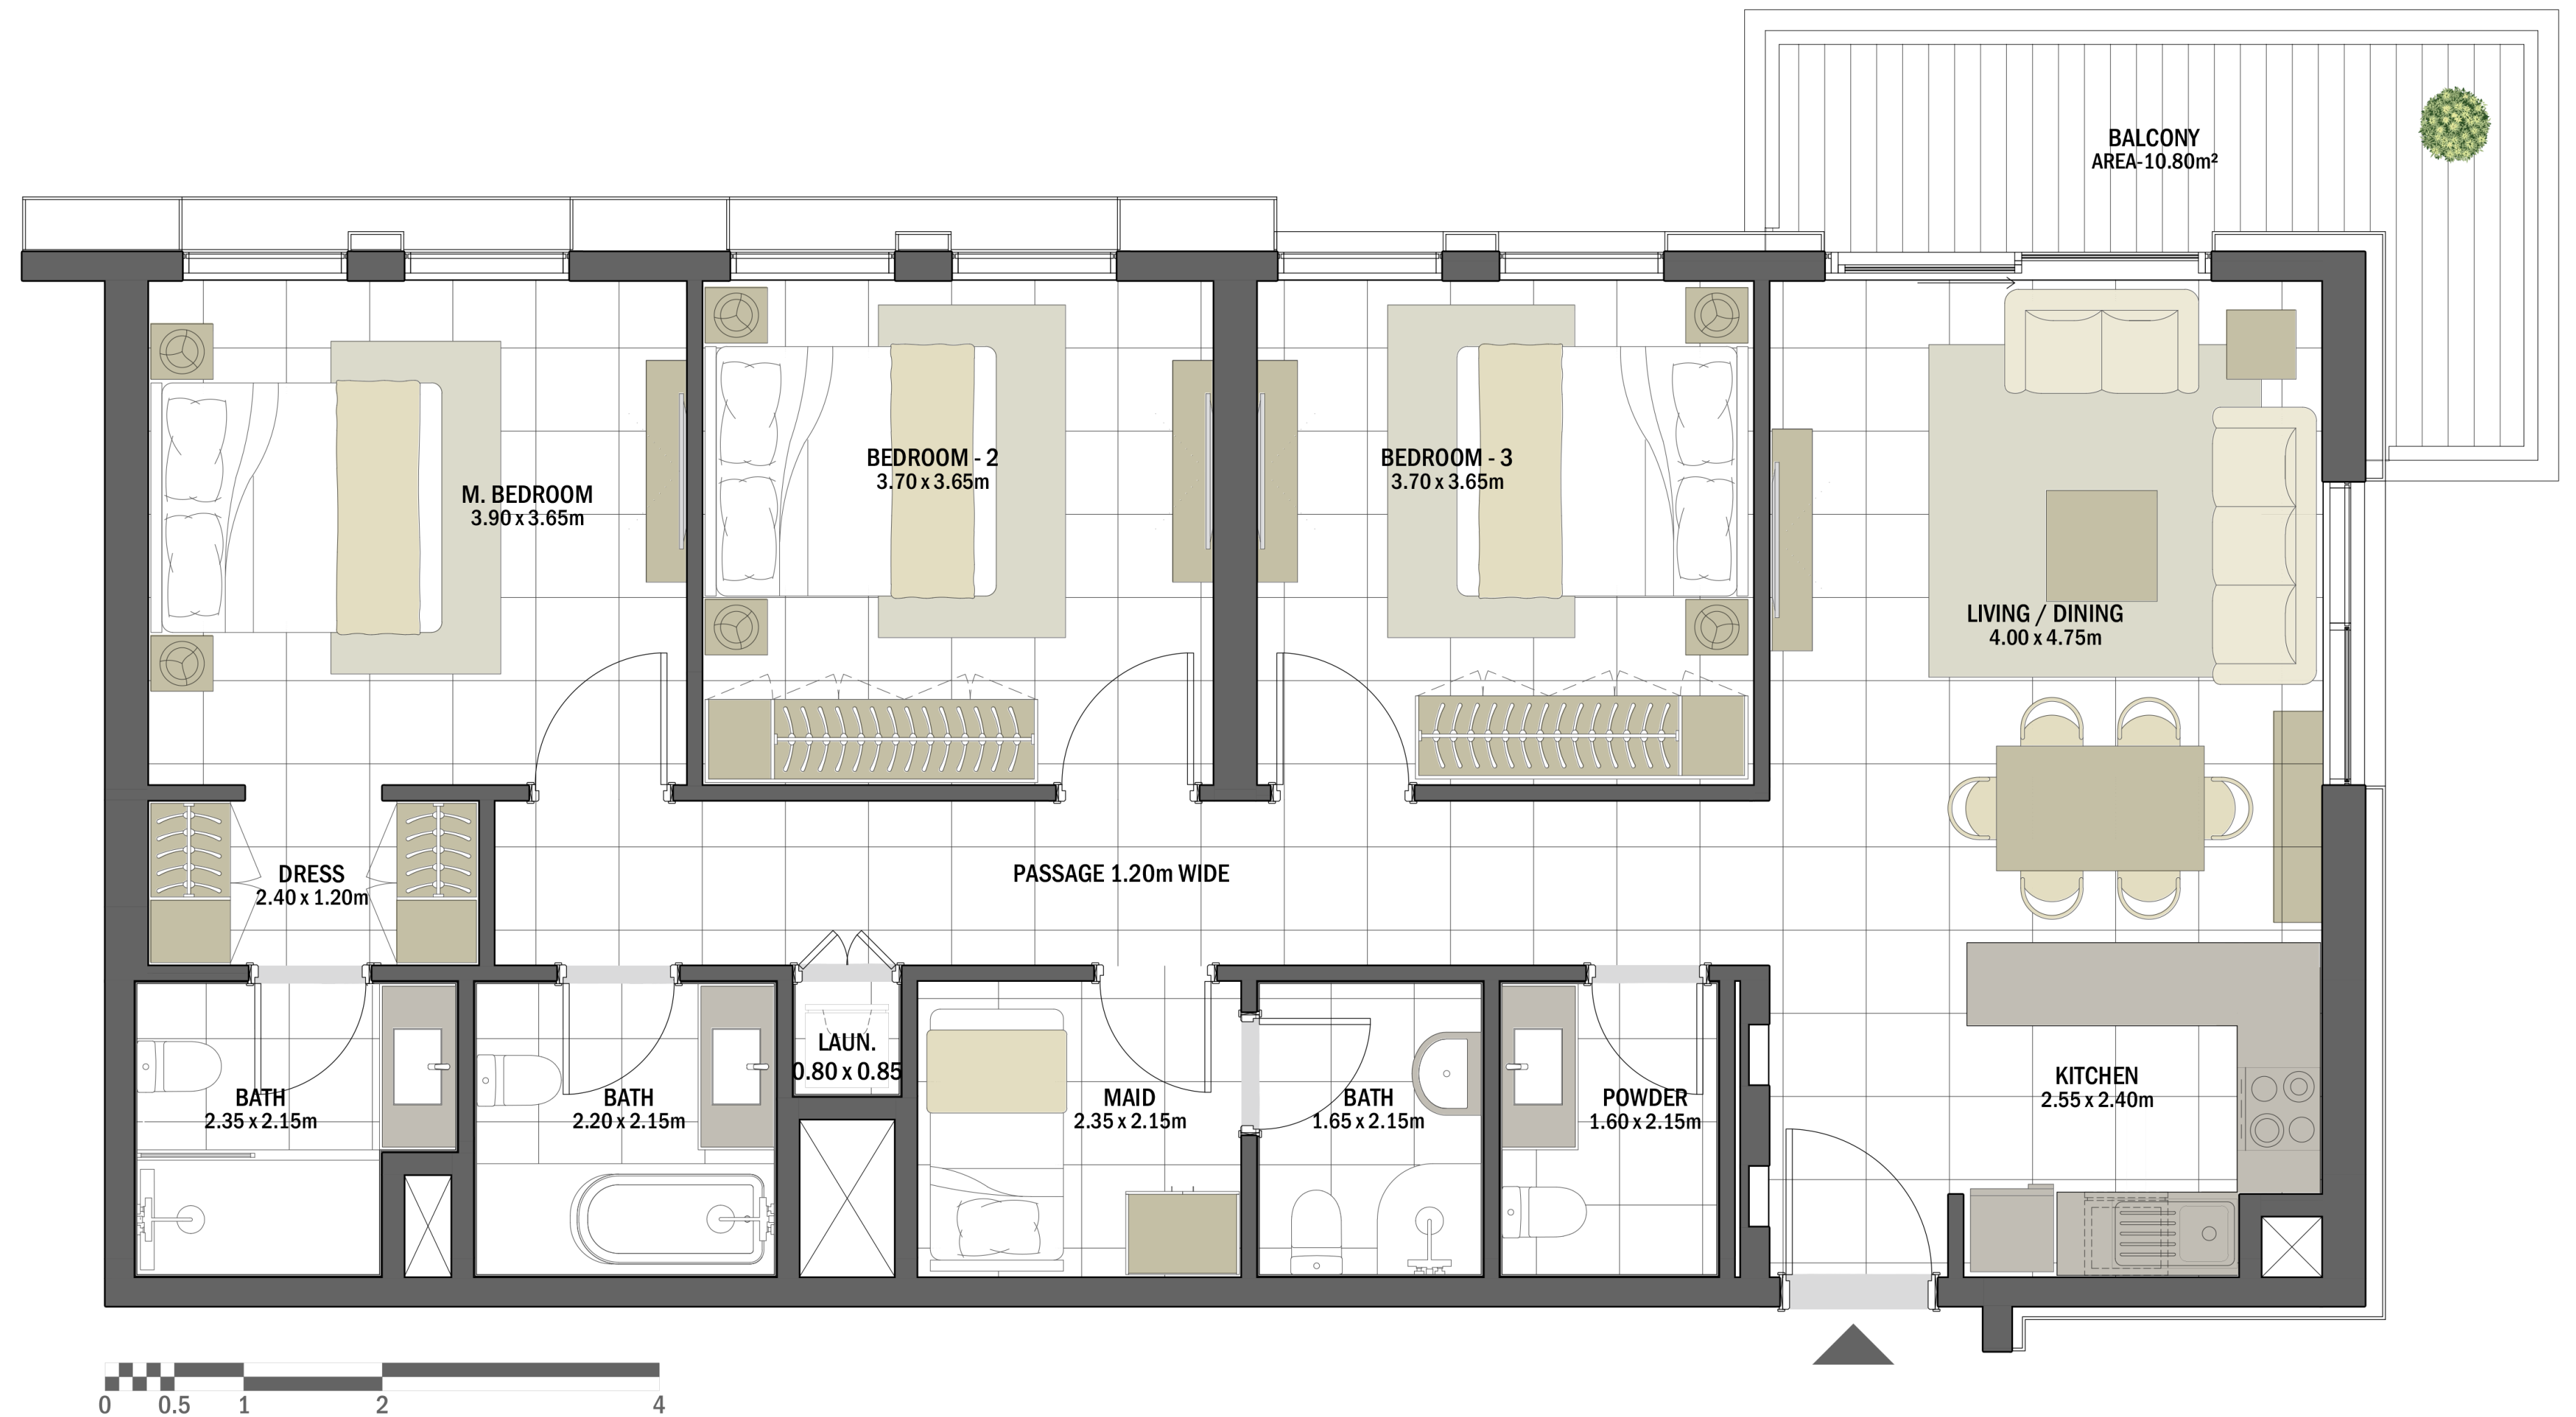 BALCONY
AREA-10.80m²
M. BEDROOM
3.90 x 3.65m
BEDROOM - 2
3.70 x 3.65m
BEDROOM - 3
3.70 x 3.65m
LIVING / DINING
4.00 x 4.75m
DRESS
2.40 x 1.20m
PASSAGE 1.20m WIDE
BATH
2.35 x 2.15m
BATH
2.20 x 2.15m
LAUN.
0.80 x 0.85
MAID
2.35 x 2.15m
BATH
1.65 x 2.15m
POWDER
1.60 x 2.15m
KITCHEN
2.55 x 2.40m
0 0.5 1 2 4